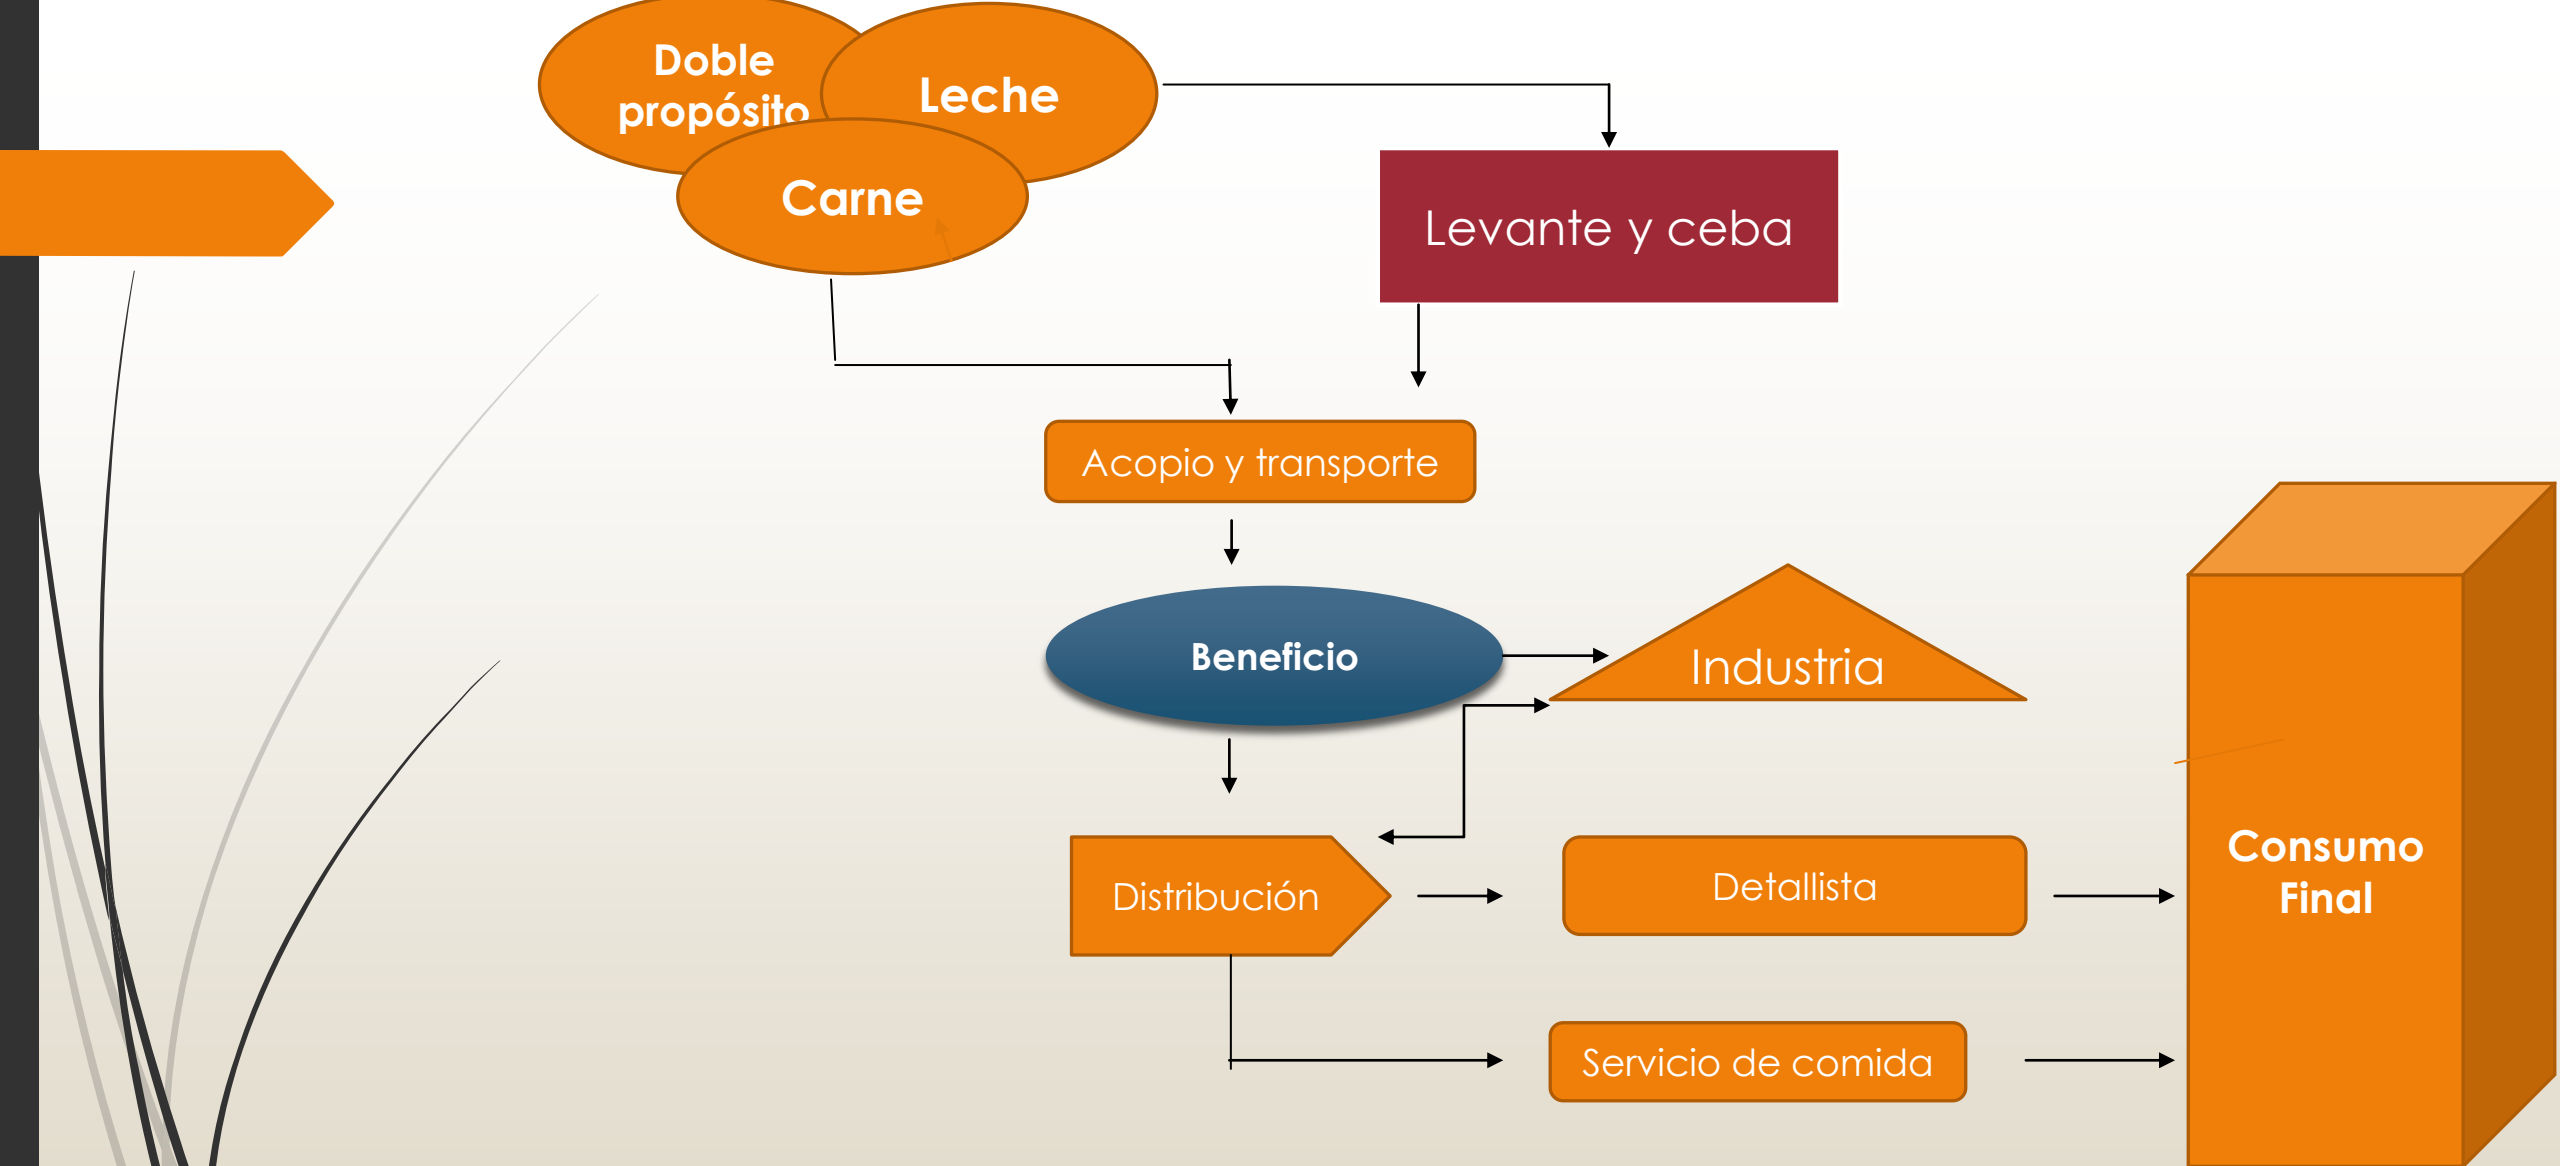 Doble
propósito
Leche
Carne
Levante y ceba
Acopio y transporte
Beneficio
Industria
Distribución
Detallista
Consumo
Final
Servicio de comida